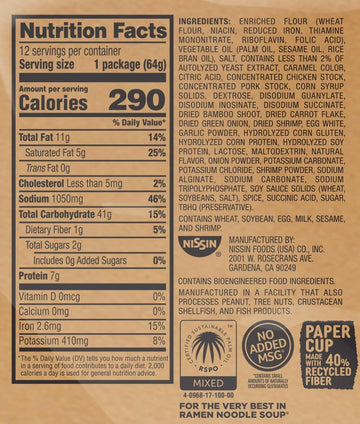 Nutrition Facts
12 servings per container
Serving size 1 package (64g)
Amount per serving
Calories 290
% Daily Value*
Total Fat 11g 14%
Saturated Fat 5g 25%
Trans Fat 0g
Cholesterol Less than 5mg 2%
Sodium 1050mg 46%
Total Carbohydrate 41g 15%
Dietary Fiber 1g 5%
Total Sugars 2g
Includes 0g Added Sugars 0%
Protein 7g
Vitamin D 0mcg 0%
Calcium 0mg 0%
Iron 2.6mg 15%
Potassium 410mg 8%
*The % Daily Value (DV) tells you how much a nutrient
in a serving of food contributes to a daily diet. 2,000
calories a day is used for general nutrition advice.
INGREDIENTS: ENRICHED FLOUR (WHEAT
FLOUR, NIACIN, REDUCED IRON, THIAMINE
MONONITRATE, RIBOFLAVIN, FOLIC ACID),
VEGETABLE OIL (PALM OIL, SESAME OIL, RICE
BRAN OIL), SALT, CONTAINS LESS THAN 2% OF
AUTOLYZED YEAST EXTRACT, CARAMEL COLOR,
CITRIC ACID, CONCENTRATED CHICKEN STOCK,
CONCENTRATED PORK STOCK, CORN SYRUP
SOLIDS, DEXTROSE, DISODIUM GUANYLATE,
DISODIUM INOSINATE, DISODIUM SUCCINATE,
DRIED BAMBOO SHOOT, DRIED CARROT FLAKE,
DRIED GREEN ONION, DRIED SHRIMP, EGG WHITE,
GARLIC POWDER, HYDROLYZED CORN GLUTEN,
HYDROLYZED CORN PROTEIN, HYDROLYZED SOY
PROTEIN, LACTOSE, MALTODEXTRIN, NATURAL
FLAVOR, ONION POWDER, POTASSIUM CARBONATE,
POTASSIUM CHLORIDE, SHRIMP POWDER, SODIUM
ALGINATE, SODIUM CARBONATE, SODIUM
TRIPOLYPHOSPHATE, SOY SAUCE SOLIDS (WHEAT,
SOYBEANS, SALT), SPICE, SUCCINIC ACID, SUGAR,
TBHQ (PRESERVATIVE).
CONTAINS WHEAT, SOYBEAN, EGG, MILK, SESAME,
AND SHRIMP.
NISSIN
MANUFACTURED BY:
NISSIN FOODS (USA) CO., INC.
2001 W. ROSECRANS AVE.
GARDENA, CA 90249
CONTAINS BIOENGINEERED FOOD INGREDIENTS.
MANUFACTURED IN A FACILITY THAT ALSO
PROCESSES PEANUT, TREE NUTS, CRUSTACEAN
SHELLFISH, AND FISH PRODUCTS.
CERTIFIED SUSTAINABLE PALM OIL
RSPO
TM
MIXED
4-0968-17-100-00
NO
ADDED
MSG*
*CONTAINS SMALL
AMOUNTS OF NATURALLY
OCCURRING GLUTAMATES
PAPER
CUP
MADE WITH 40%
RECYCLED
FIBER
FOR THE VERY BEST IN
RAMEN NOODLE SOUP®